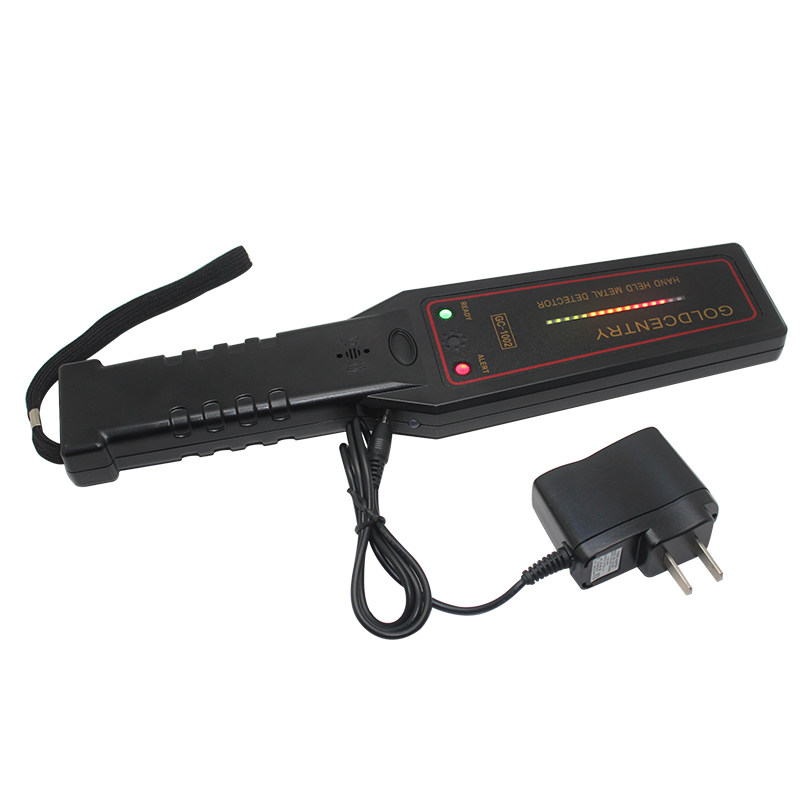 GOLDCENTRY
HAND HELD METAL DETECTOR
GC-1002
READY
ALERT